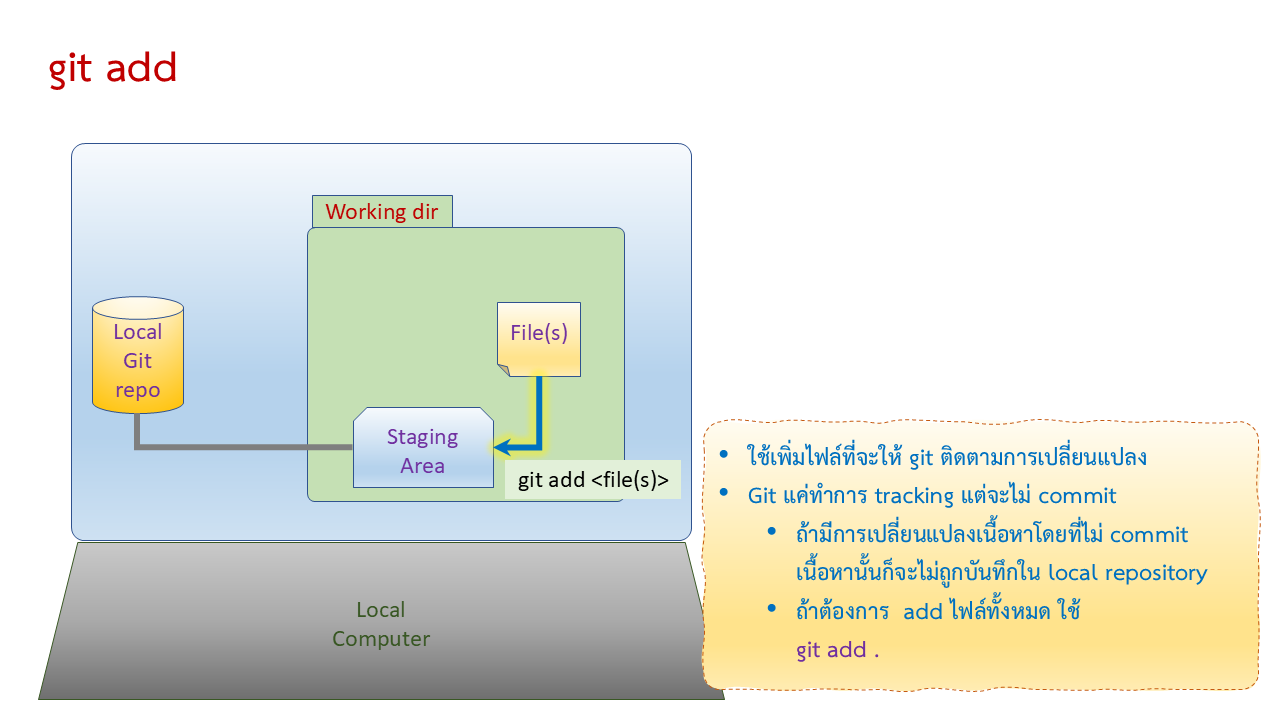 git add
Working dir
File(s)
Local
Git
repo
Staging
Area
git add <file(s)>
Local
Computer
• ใช้เพิ่มไฟล์ที่จะให้ git ติดตามการเปลี่ยนแปลง
• Git แค่ทำการ tracking แต่จะไม่ commit
• ถ้ามีการเปลี่ยนแปลงเนื้อหาโดยที่ไม่ commit
เนื้อหานั้นก็จะไม่ถูกบันทึกใน local repository
• ถ้าต้องการ add ไฟล์ทั้งหมด ใช้
git add .